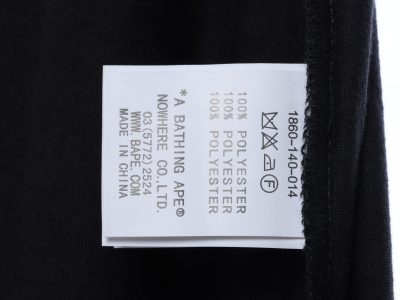 1860-140-014
100% POLYESTER
100% POLYESTER
100% POLYESTER
*A BATHING APE®
NOWHERE CO.,LTD.
03(5772)2524
WWW.BAPE.COM
MADE IN CHINA